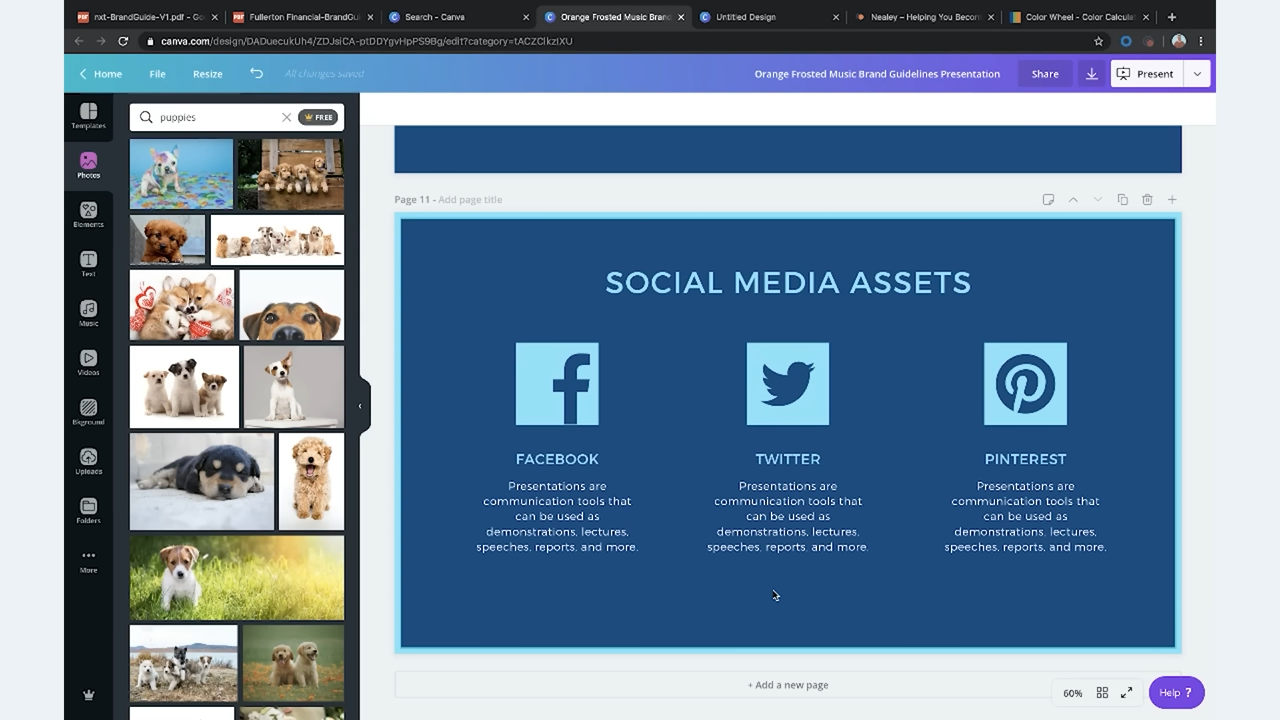 nxt-BrandGuide-V1.pdf - Go
Fullerton Financial-BrandGui
Search - Canva
Orange Frosted Music Brand
Untitled Design
Nealey – Helping You Becom
Color Wheel - Color Calculat
canva.com/design/DADuecukUh4/ZDJsiCA-ptDDYgvHpPS9Bg/edit?category=tACZCIkzIXU
Home
File
Resize
All changes saved
Orange Frosted Music Brand Guidelines Presentation
Share
Present
Templates
Photos
Elements
Text
Music
Videos
Bkground
Uploads
Folders
More
puppies
FREE
Page 11 - Add page title
SOCIAL MEDIA ASSETS
FACEBOOK
Presentations are
communication tools that
can be used as
demonstrations, lectures,
speeches, reports, and more.
TWITTER
Presentations are
communication tools that
can be used as
demonstrations, lectures,
speeches, reports, and more.
PINTEREST
Presentations are
communication tools that
can be used as
demonstrations, lectures,
speeches, reports, and more.
+ Add a new page
60%
Help ?